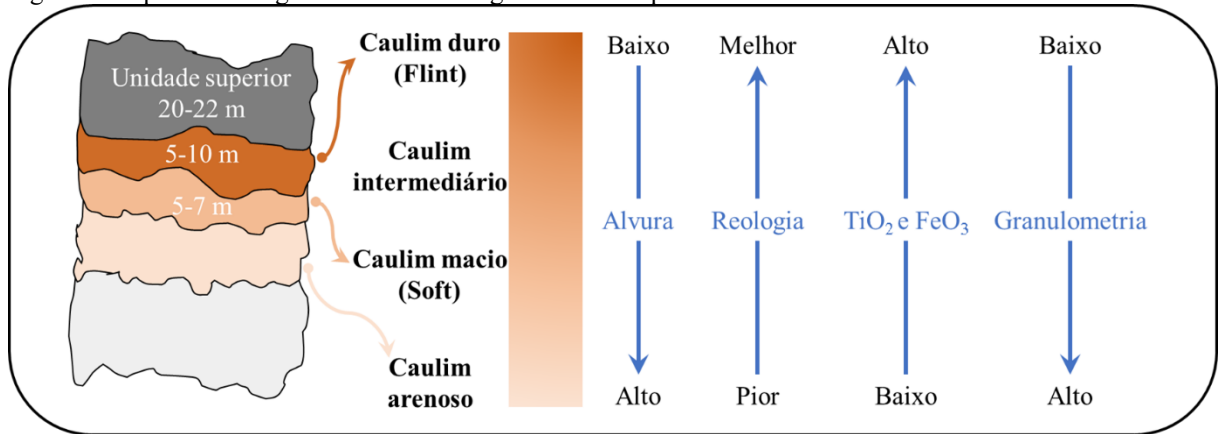 Unidade superior
20-22 m
5-10 m
5-7 m
Caulim duro
(Flint)
Caulim
intermediário
Caulim macio
(Soft)
Caulim
arenoso
Baixo
Alvura
Alto
Melhor
Reologia
Pior
Alto
TiO₂ e FeO₃
Baixo
Baixo
Granulometria
Alto